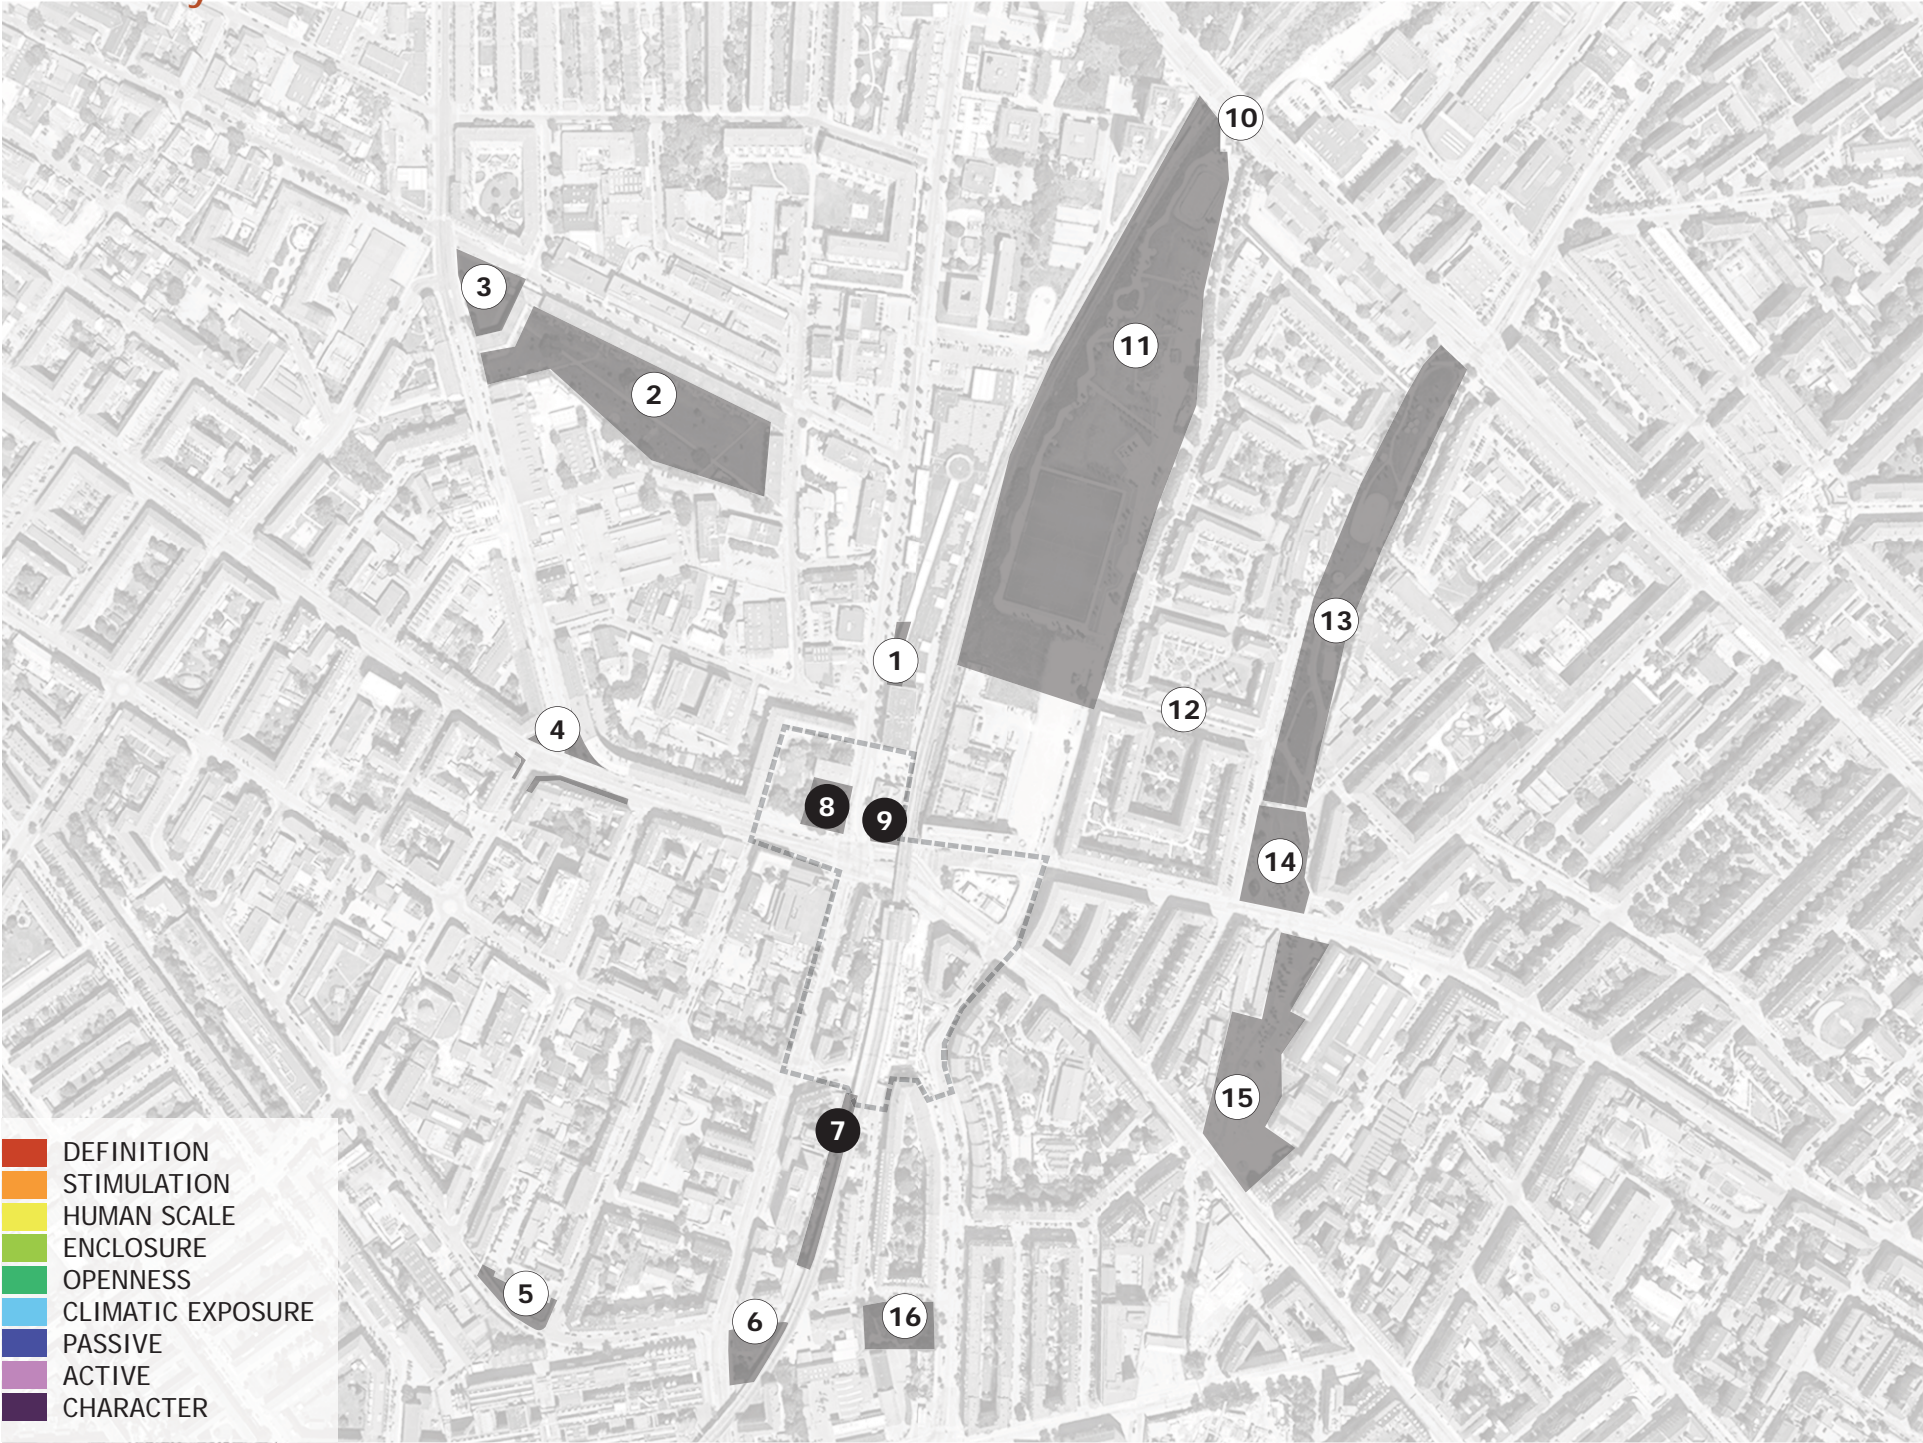 10
3
11
2
13
1
12
4
8
9
14
15
7
5
6
16
DEFINITION
STIMULATION
HUMAN SCALE
ENCLOSURE
OPENNESS
CLIMATIC EXPOSURE
PASSIVE
ACTIVE
CHARACTER